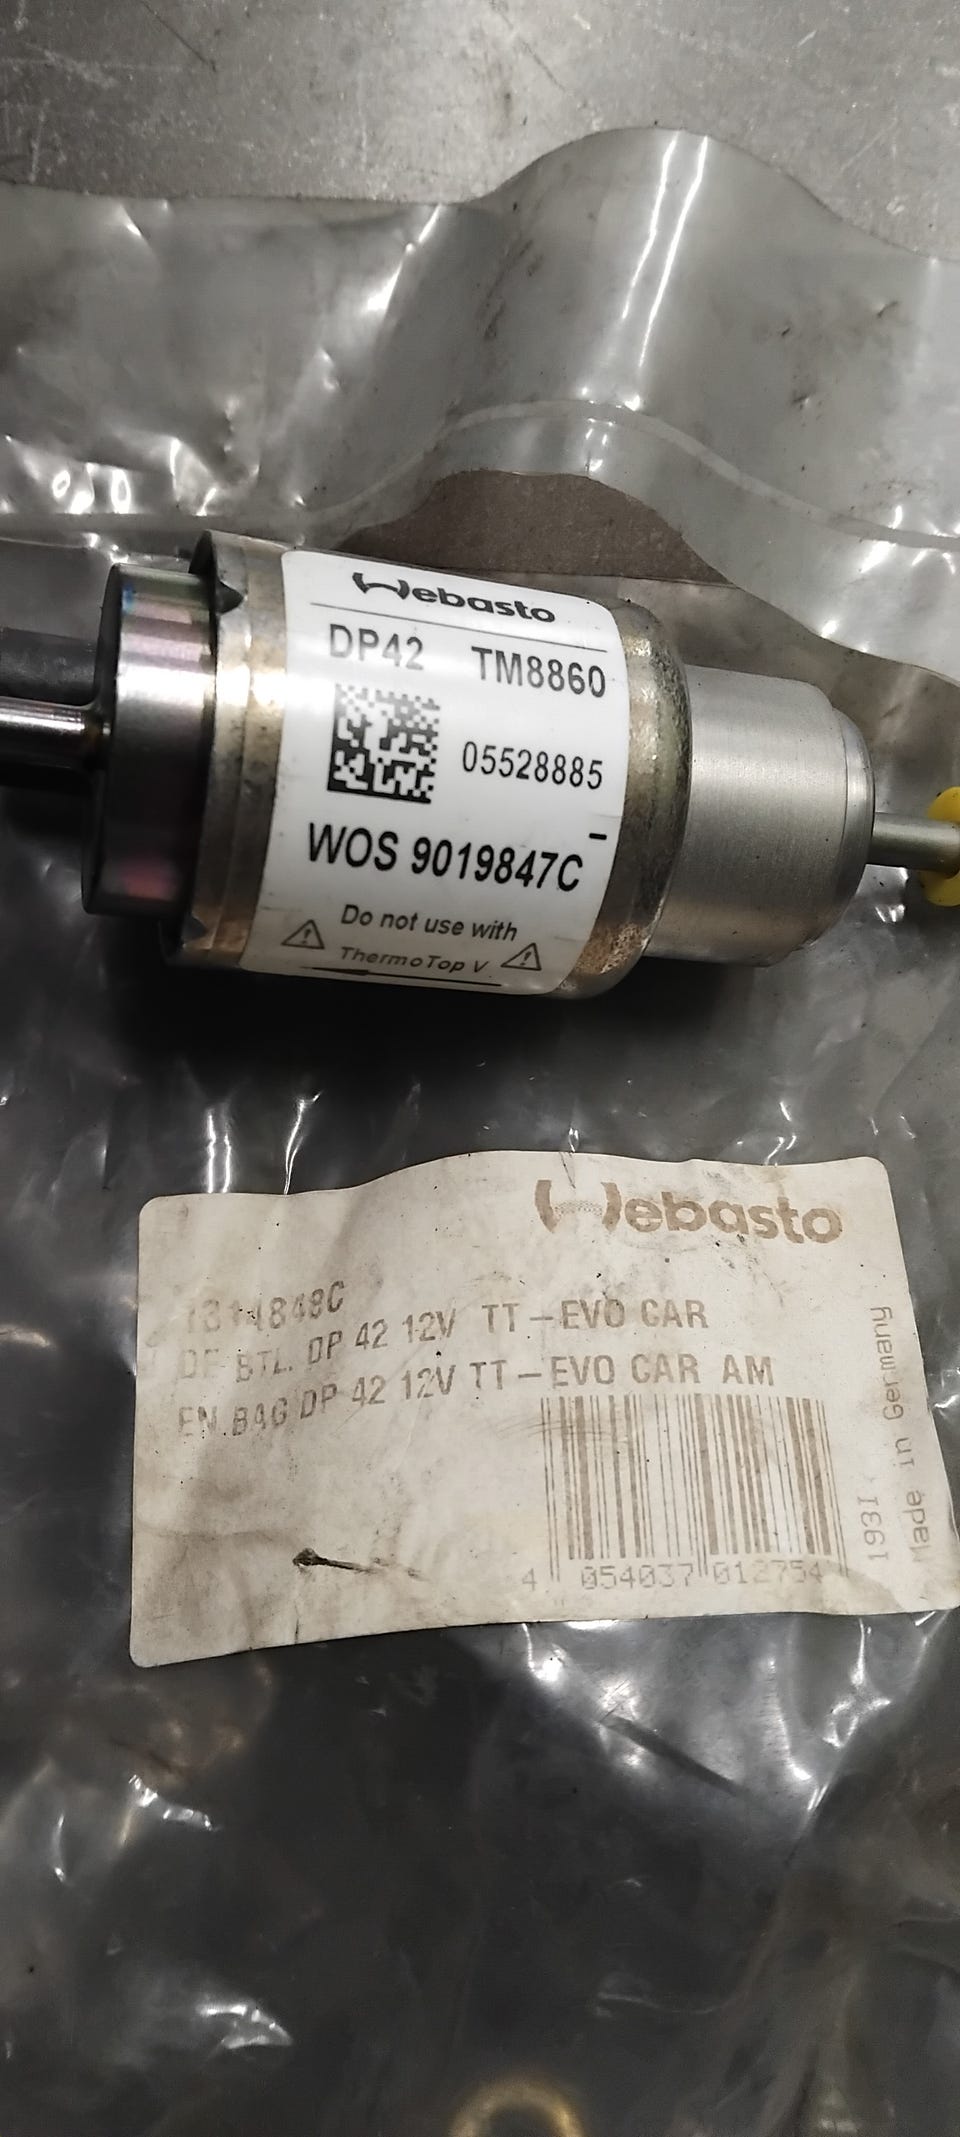 Webasto
DP42 TM8860
05528885
WOS 9019847C
Do not use with
ThermoTop V
Webasto
DE BTL. DP 42 12V TT-EVO CAR
EN BAG DP 42 12V TT-EVO CAR AM
4 054037 012754
193I
Made in Germany